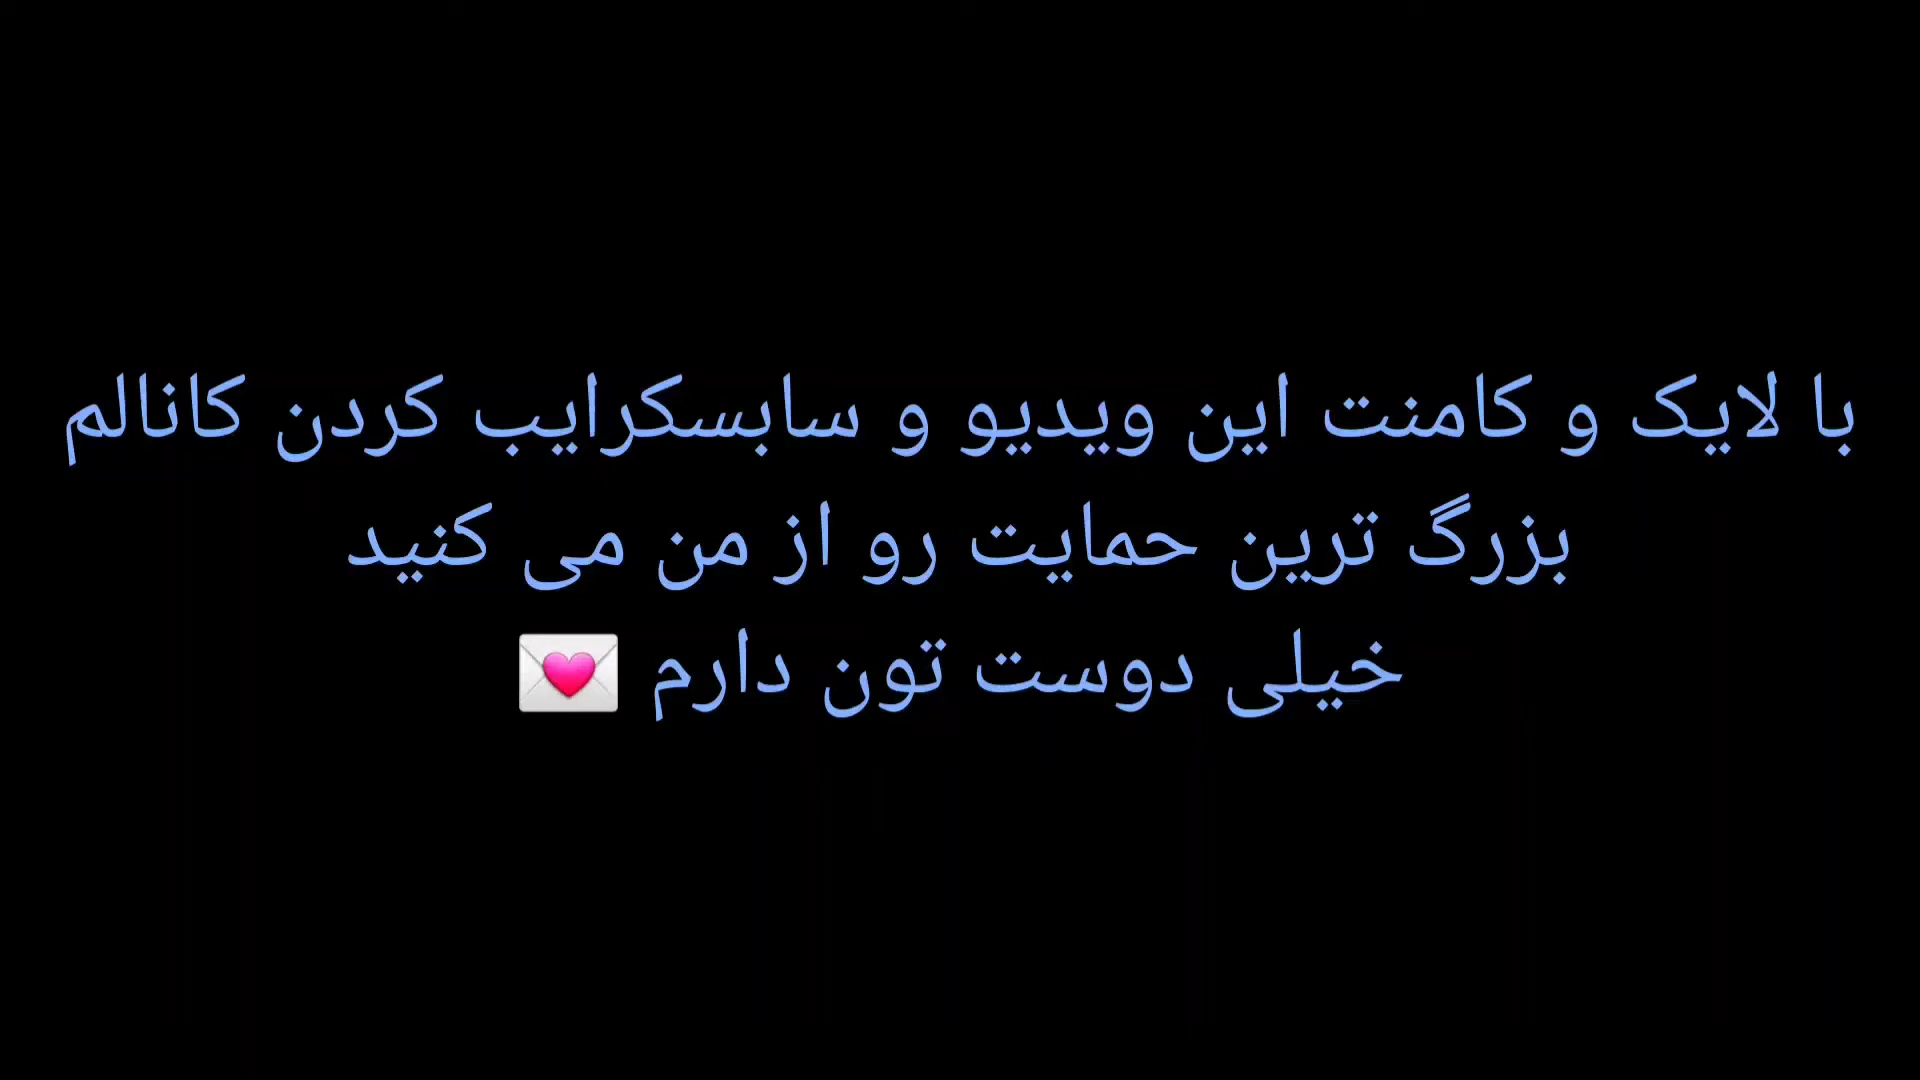 با لایک و کامنت این ویدیو و سابسکرایب کردن کانالم
بزرگ ترین حمایت رو از من می کنید
خیلی دوست تون دارم 💌